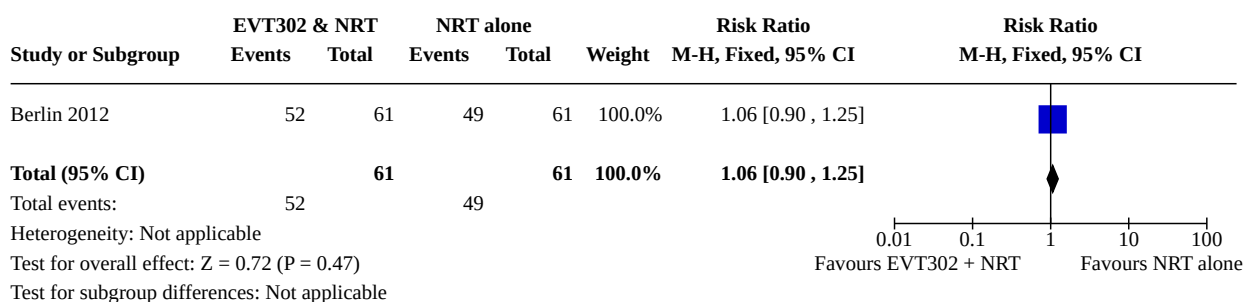 EVT302 & NRT NRT alone Risk Ratio Risk Ratio
Study or Subgroup Events Total Events Total Weight M-H, Fixed, 95% CI M-H, Fixed, 95% CI
Berlin 2012 52 61 49 61 100.0% 1.06 [0.90 , 1.25]
Total (95% CI) 61 61 100.0% 1.06 [0.90 , 1.25]
Total events: 52 49
Heterogeneity: Not applicable 0.01 0.1 1 10 100
Test for overall effect: Z = 0.72 (P = 0.47) Favours EVT302 + NRT Favours NRT alone
Test for subgroup differences: Not applicable